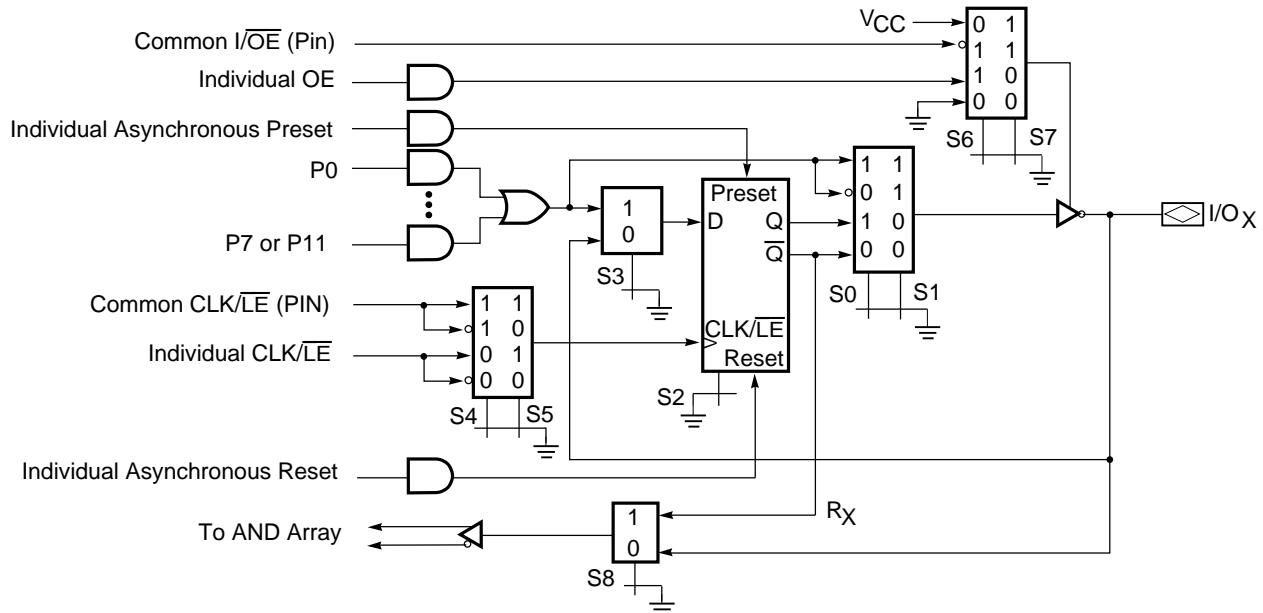 VCC
0 1
1 1
1 0
0 0
S6 S7
Common I/OE (Pin)
Individual OE
Individual Asynchronous Preset
P0
P7 or P11
1
0
S3
Preset
D Q
Q
CLK/LE
Reset
S2
1 1
0 1
1 0
0 0
S0 S1
I/OX
Common CLK/LE (PIN)
Individual CLK/LE
1 1
1 0
0 1
0 0
S4 S5
Individual Asynchronous Reset
To AND Array
1
0
S8
RX